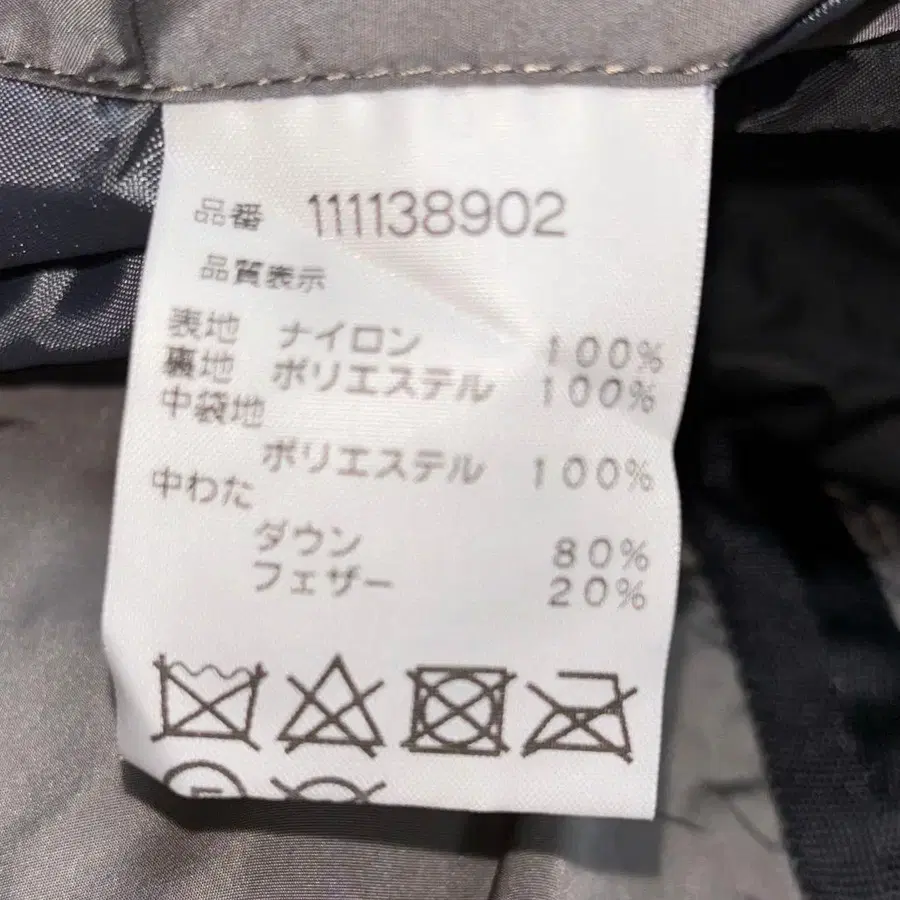 品番 111138902
品質表示
表地 ナイロン 100%
裏地 ポリエステル 100%
中袋地
ポリエステル 100%
中わた
ダウン 80%
フェザー 20%